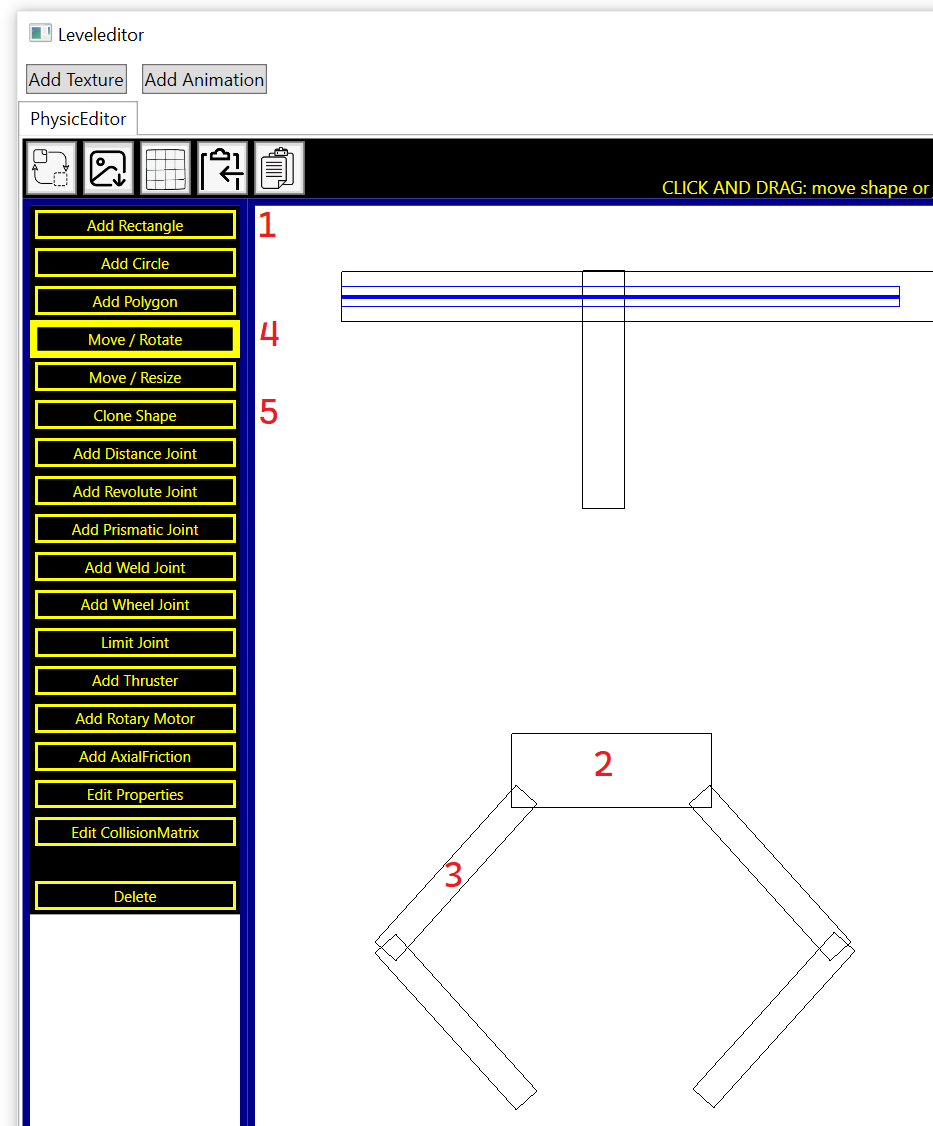 Leveleditor
Add Texture
Add Animation
PhysicEditor
CLICK AND DRAG: move shape or
Add Rectangle
1
Add Circle
Add Polygon
Move / Rotate
4
Move / Resize
Clone Shape
5
Add Distance Joint
Add Revolute Joint
Add Prismatic Joint
Add Weld Joint
Add Wheel Joint
Limit Joint
Add Thruster
Add Rotary Motor
Add AxialFriction
Edit Properties
Edit CollisionMatrix
Delete
2
3